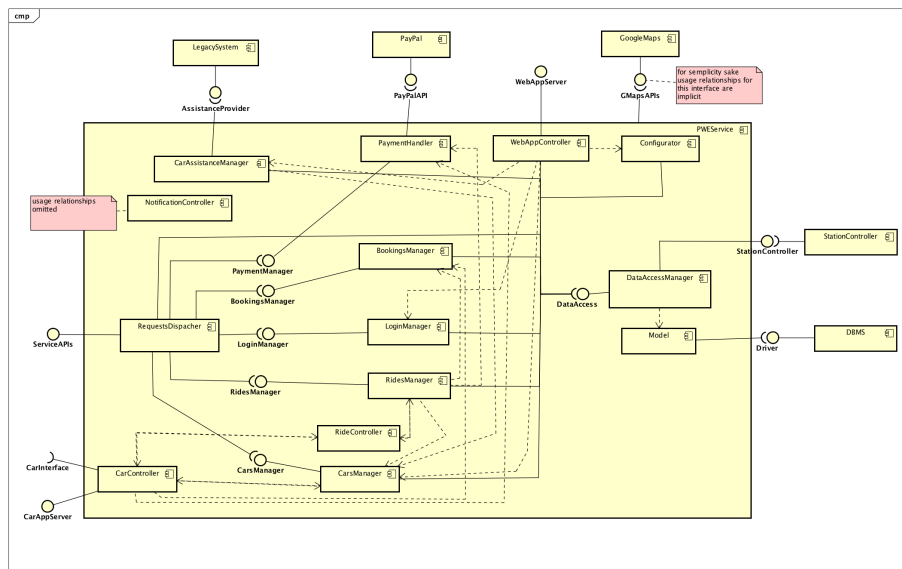 cmp
LegacySystem
PayPal
GoogleMaps
WebAppServer
AssistanceProvider
PayPalAPI
GMapsAPIs
for semplicity sake
usage relationships for
this interface are
implicit
PWEService
CarAssistanceManager
PaymentHandler
WebAppController
Configurator
usage relationships
omitted
NotificationController
PaymentManager
BookingsManager
StationController
StationController
BookingsManager
DataAccessManager
DataAccess
RequestsDispacher
ServiceAPIs
LoginManager
LoginManager
Model
Driver
DBMS
RidesManager
RidesManager
RideController
CarInterface
CarController
CarsManager
CarsManager
CarAppServer